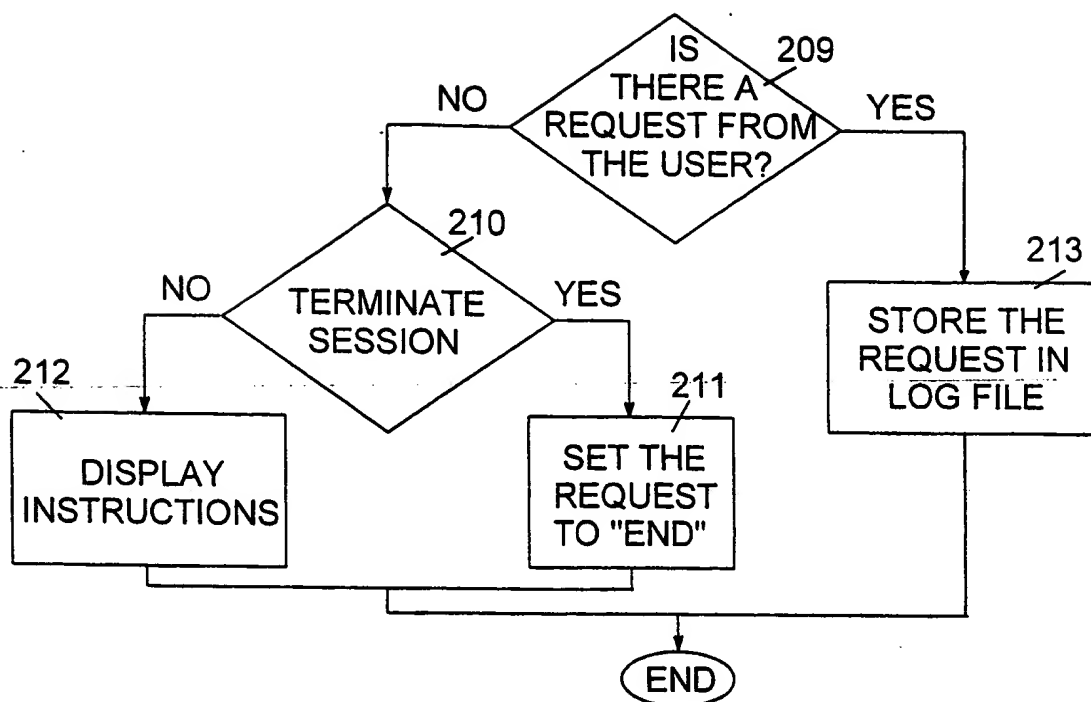 IS
THERE A
REQUEST FROM
THE USER?
209
NO
YES
210
TERMINATE
SESSION
NO
YES
213
STORE THE
REQUEST IN
LOG FILE
212
DISPLAY
INSTRUCTIONS
211
SET THE
REQUEST
TO "END"
END